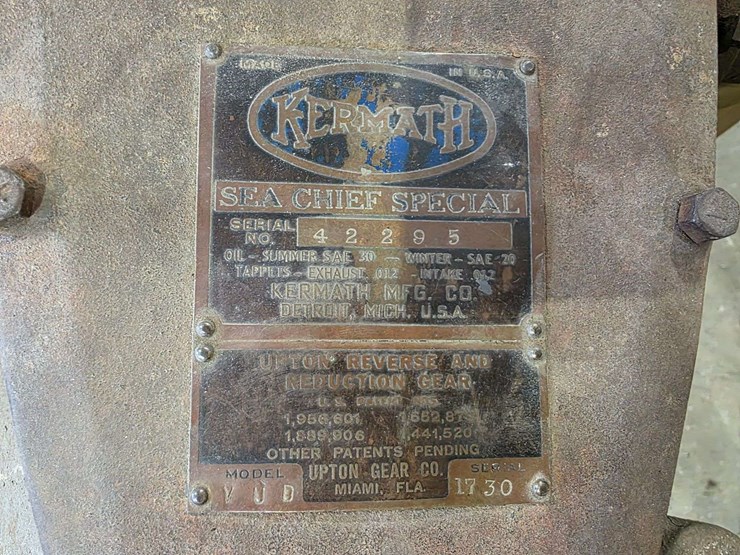 MADE IN U.S.A.
KERMATH
SEA CHIEF SPECIAL
SERIAL NO. 42295
OIL - SUMMER SAE 30 - WINTER - SAE 20
TAPPETS - EXHAUST .012 - INTAKE .012
KERMATH MFG. CO.
DETROIT, MICH. U.S.A.
UPTON REVERSE AND
REDUCTION GEAR
U.S.
1,956,601
1,889,906 1,441,520
OTHER PATENTS PENDING
MODEL UPTON GEAR CO. SERIAL
MIAMI, FLA. 1730